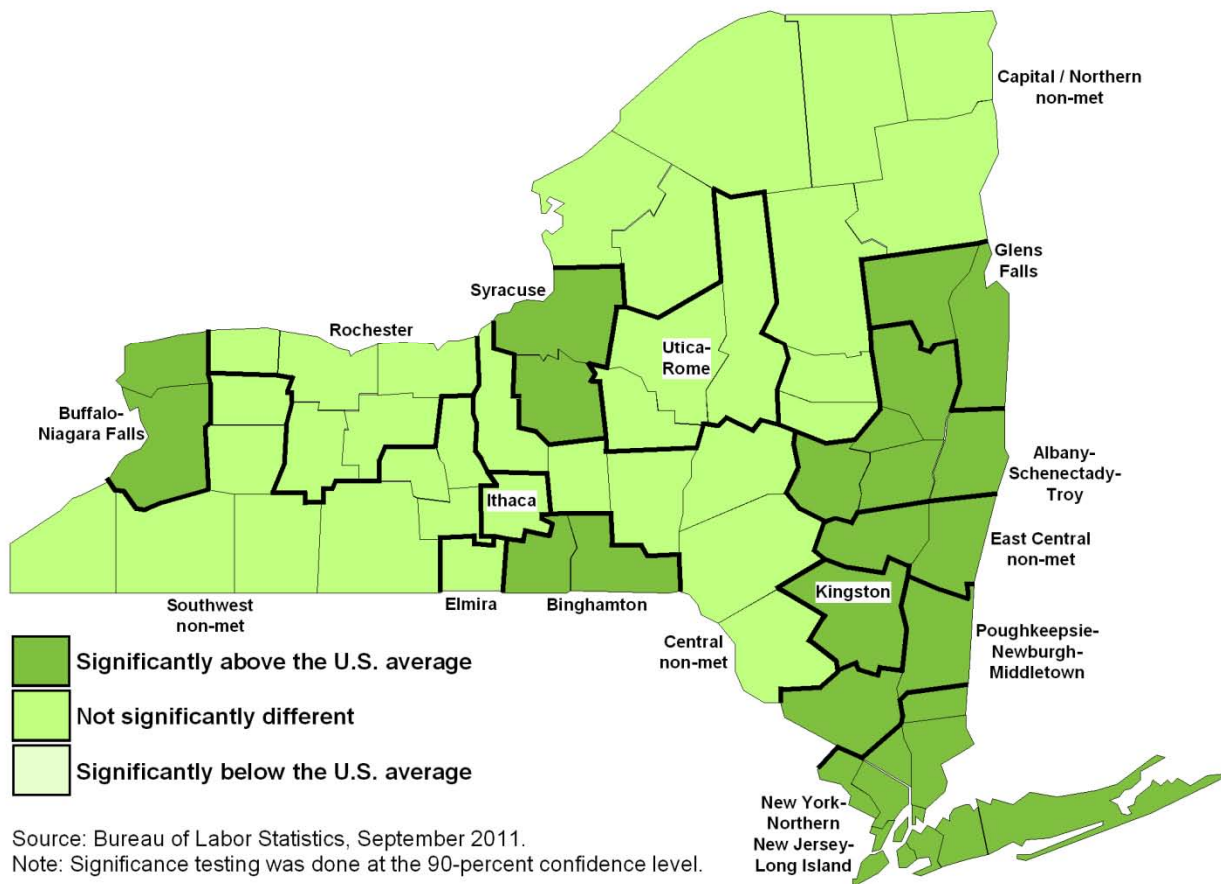 Capital / Northern
non-met
Glens
Falls
Syracuse
Rochester
Utica-
Rome
Buffalo-
Niagara Falls
Albany-
Schenectady-
Troy
Ithaca
East Central
non-met
Kingston
Southwest
non-met
Elmira
Binghamton
Central
non-met
Poughkeepsie-
Newburgh-
Middletown
Significantly above the U.S. average
Not significantly different
Significantly below the U.S. average
New York-
Northern
New Jersey-
Long Island
Source: Bureau of Labor Statistics, September 2011.
Note: Significance testing was done at the 90-percent confidence level.